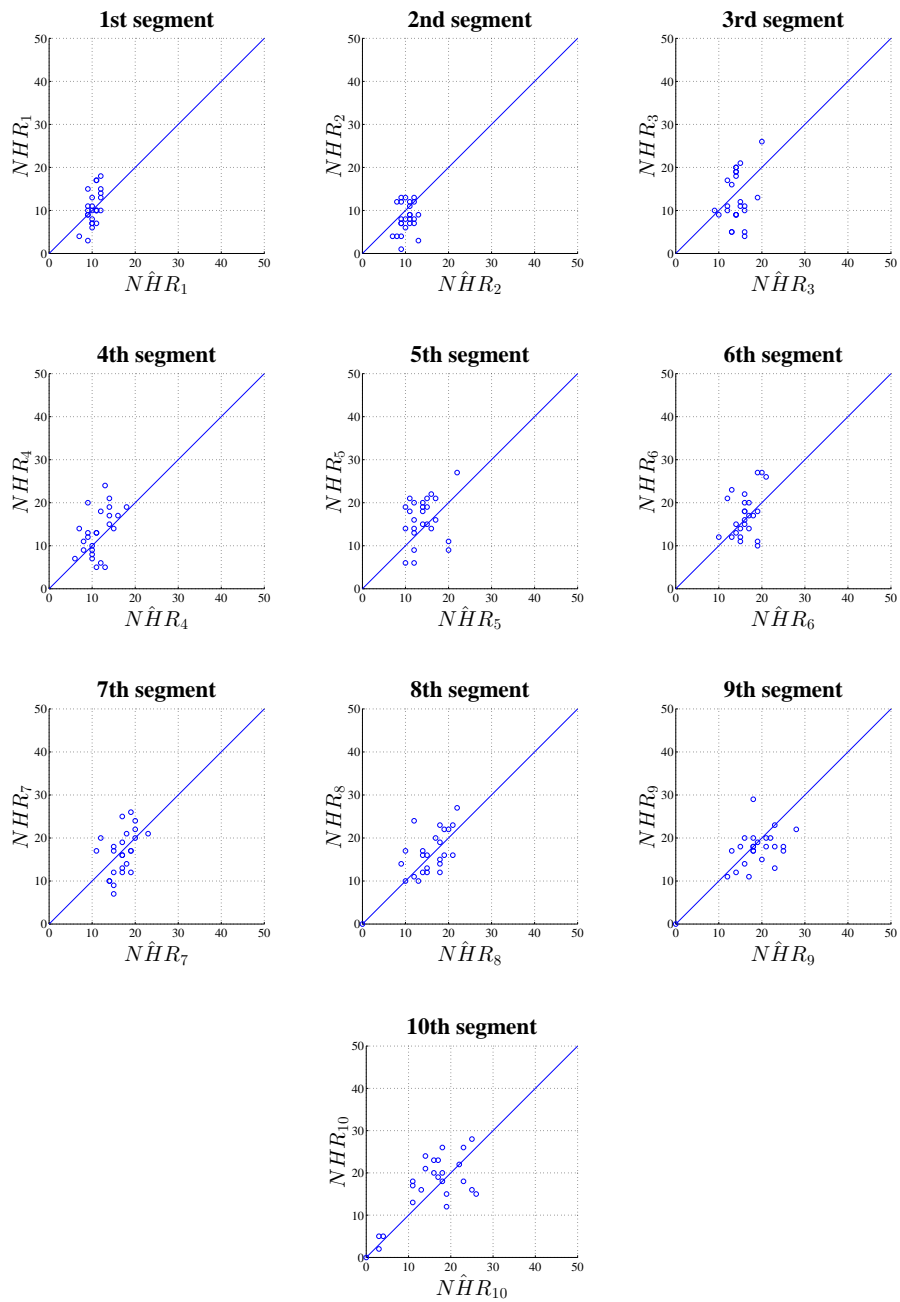 1st segment 2nd segment 3rd segment
50 50 50
40 40 40
30 30 30
20 20 20
10 10 10
0 0 0
0 10 20 30 40 50 0 10 20 30 40 50 0 10 20 30 40 50
NHR₁ NHR₂ NHR₃
NĤR₁ NĤR₂ NĤR₃
4th segment 5th segment 6th segment
50 50 50
40 40 40
30 30 30
20 20 20
10 10 10
0 0 0
0 10 20 30 40 50 0 10 20 30 40 50 0 10 20 30 40 50
NHR₄ NHR₅ NHR₆
NĤR₄ NĤR₅ NĤR₆
7th segment 8th segment 9th segment
50 50 50
40 40 40
30 30 30
20 20 20
10 10 10
0 0 0
0 10 20 30 40 50 0 10 20 30 40 50 0 10 20 30 40 50
NHR₇ NHR₈ NHR₉
NĤR₇ NĤR₈ NĤR₉
10th segment
50
40
30
20
10
0
0 10 20 30 40 50
NHR₁₀
NĤR₁₀